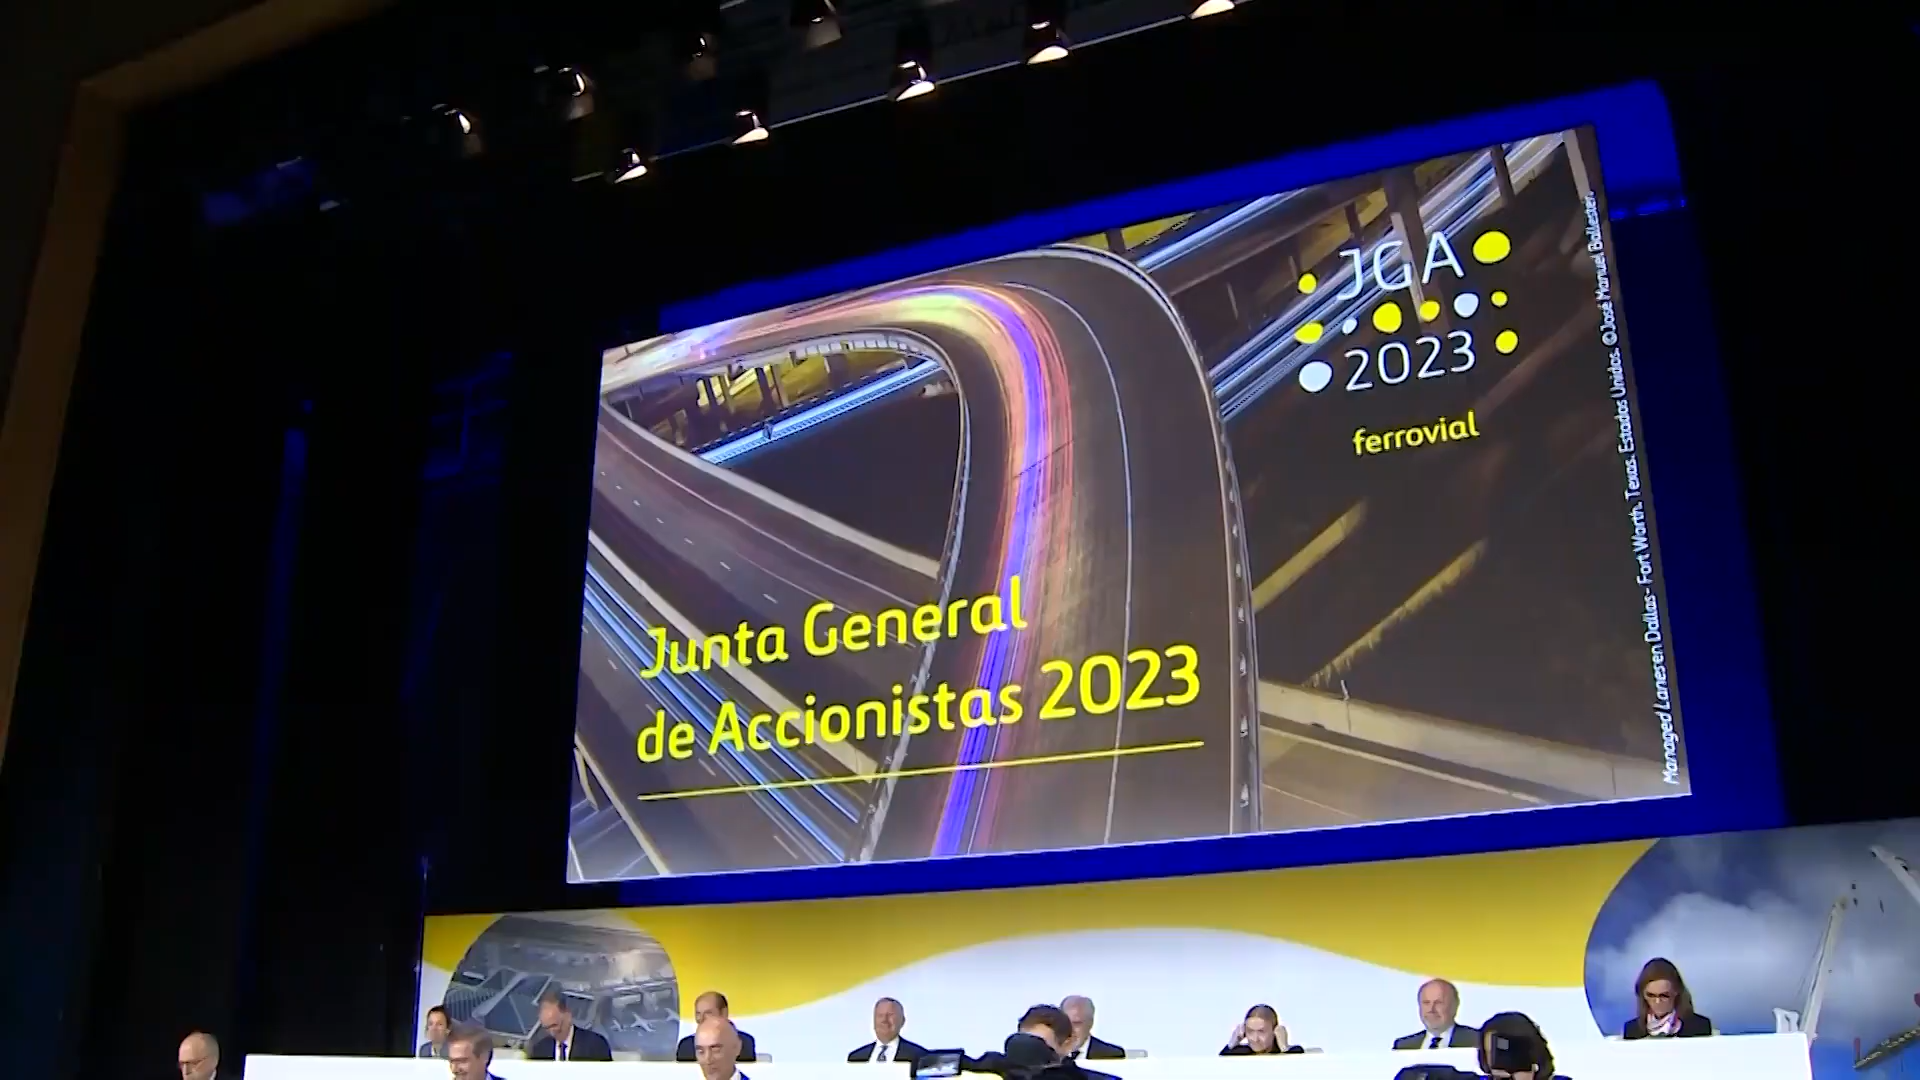 JGA
2023
ferrovial
Junta General
de Accionistas 2023
Managed Lanes en Dallas - Fort Worth. Texas. Estados Unidos. ©José Manuel Ballester.